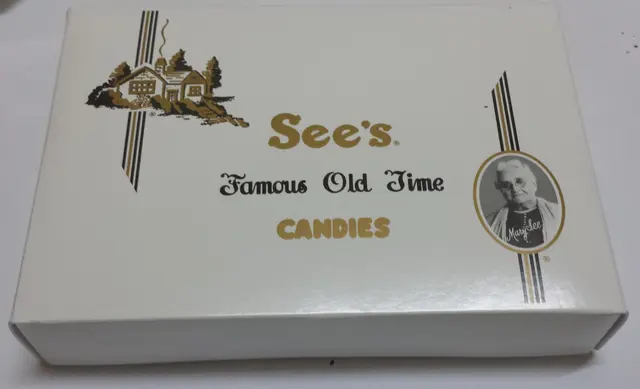 See's®
Famous Old Time
CANDIES
Mary See
®
®